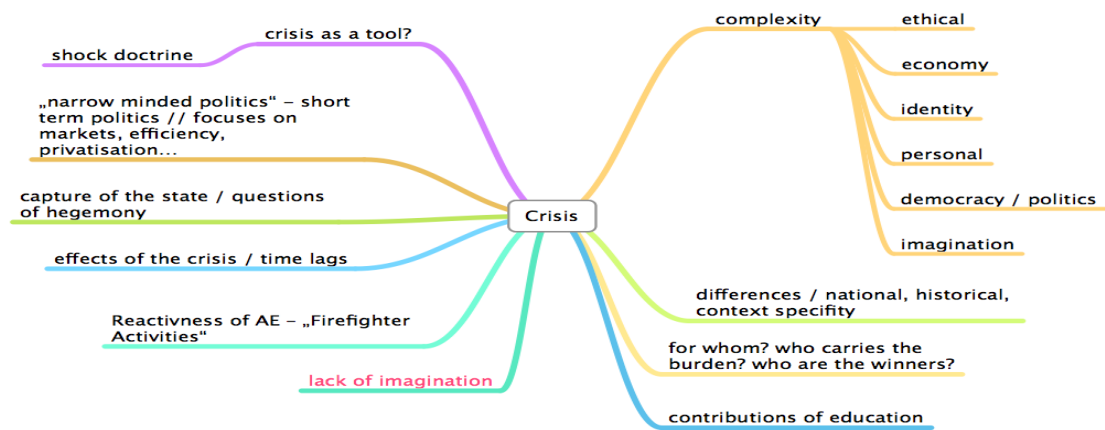 crisis as a tool?
shock doctrine
„narrow minded politics“ – short
term politics // focuses on
markets, efficiency,
privatisation...
capture of the state / questions
of hegemony
effects of the crisis / time lags
Reactivness of AE – „Firefighter
Activities“
lack of imagination
Crisis
complexity
ethical
economy
identity
personal
democracy / politics
imagination
differences / national, historical,
context specifity
for whom? who carries the
burden? who are the winners?
contributions of education